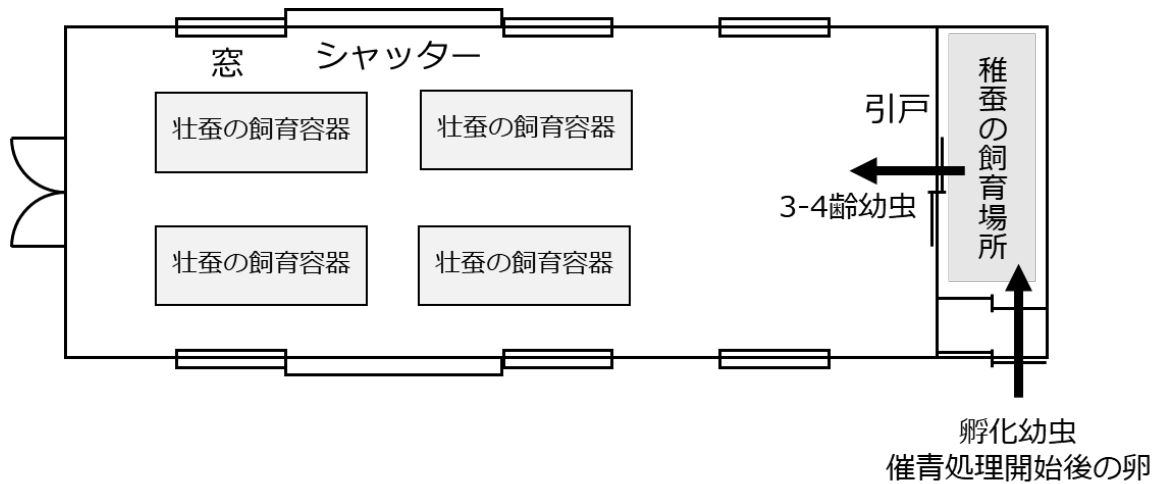 窓
シャッター
壮蚕の飼育容器
壮蚕の飼育容器
引戸
稚蚕の飼育場所
3-4齢幼虫
壮蚕の飼育容器
壮蚕の飼育容器
孵化幼虫
催青処理開始後の卵